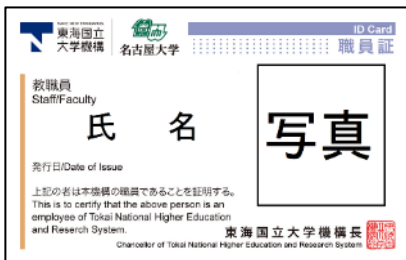 東海国立
大学機構
名古屋大学
ID Card
職員証
教職員
Staff/Faculty
氏 名
写真
発行日/Date of Issue
上記の者は本機構の職員であることを証明する。
This is to certify that the above person is an
employee of Tokai National Higher Education
and Reserch System.
東海国立大学機構長
Chancellor of Tokai National Higher Education and Research System